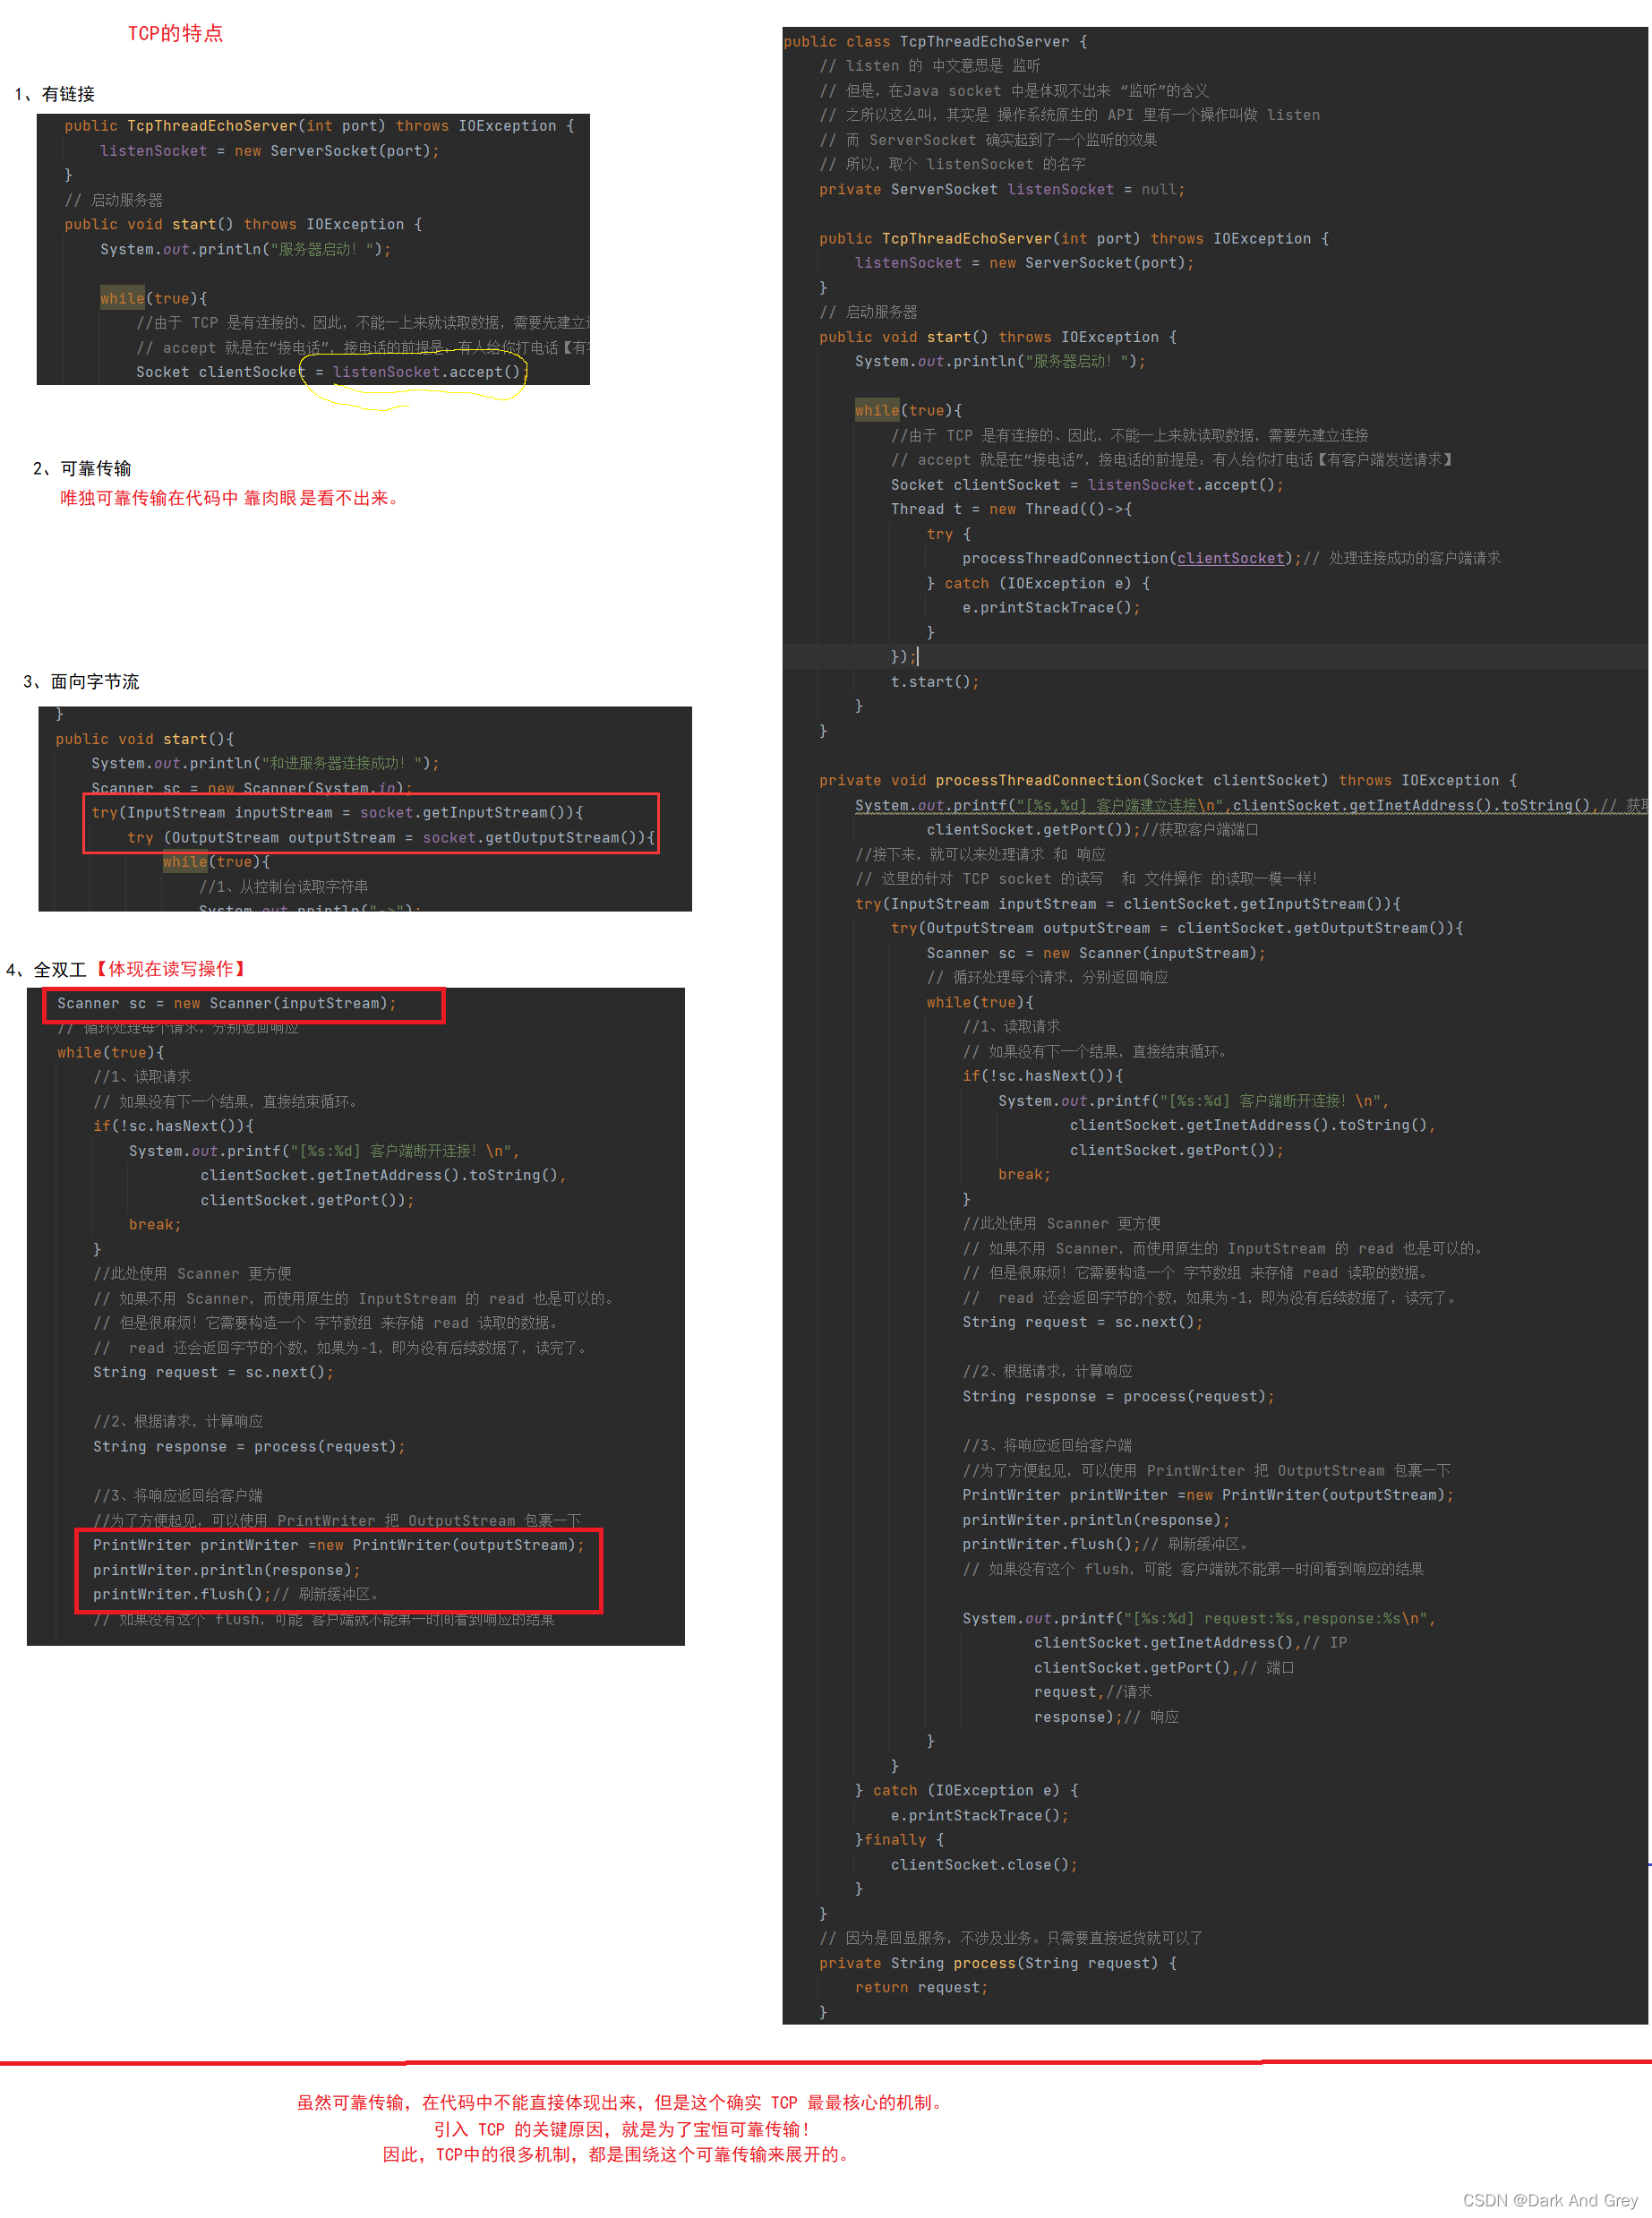 TCP的特点
1、有链接
public TcpThreadEchoServer(int port) throws IOException {
listenSocket = new ServerSocket(port);
}
// 启动服务器
public void start() throws IOException {
System.out.println("服务器启动！");
while(true){
//由于 TCP 是有连接的、因此，不能一上来就读取数据，需要先建立
// accept 就是在“接电话”，接电话的前提是：有人给你打电话【有
Socket clientSocket = listenSocket.accept();
2、可靠传输
唯独可靠传输在代码中 靠肉眼是看不出来。
3、面向字节流
}
public void start(){
System.out.println("和进服务器连接成功！");
Scanner sc = new Scanner(System.in);
try(InputStream inputStream = socket.getInputStream()){
try (OutputStream outputStream = socket.getOutputStream()){
while(true){
//1、从控制台读取字符串
System.out.println("->");
4、全双工【体现在读写操作】
Scanner sc = new Scanner(inputStream);
// 循环处理每个请求，分别返回响应
while(true){
//1、读取请求
// 如果没有下一个结果，直接结束循环。
if(!sc.hasNext()){
System.out.printf("[%s:%d] 客户端断开连接！\n",
clientSocket.getInetAddress().toString(),
clientSocket.getPort());
break;
}
//此处使用 Scanner 更方便
// 如果不用 Scanner，而使用原生的 InputStream 的 read 也是可以的。
// 但是很麻烦！它需要构造一个 字节数组 来存储 read 读取的数据。
//  read 还会返回字节的个数，如果为-1，即为没有后续数据了，读完了。
String request = sc.next();
//2、根据请求，计算响应
String response = process(request);
//3、将响应返回给客户端
//为了方便起见，可以使用 PrintWriter 把 OutputStream 包裹一下
PrintWriter printWriter =new PrintWriter(outputStream);
printWriter.println(response);
printWriter.flush();// 刷新缓冲区。
// 如果没有这个 flush，可能 客户端就不能第一时间看到响应的结果
public class TcpThreadEchoServer {
// listen 的 中文意思是 监听
// 但是，在Java socket 中是体现不出来 “监听”的含义
// 之所以这么叫，其实是 操作系统原生的 API 里有一个操作叫做 listen
// 而 ServerSocket 确实起到了一个监听的效果
// 所以，取个 listenSocket 的名字
private ServerSocket listenSocket = null;
public TcpThreadEchoServer(int port) throws IOException {
listenSocket = new ServerSocket(port);
}
// 启动服务器
public void start() throws IOException {
System.out.println("服务器启动！");
while(true){
//由于 TCP 是有连接的、因此，不能一上来就读取数据，需要先建立连接
// accept 就是在“接电话”，接电话的前提是：有人给你打电话【有客户端发送请求】
Socket clientSocket = listenSocket.accept();
Thread t = new Thread(()->{
try {
processThreadConnection(clientSocket);// 处理连接成功的客户端请求
} catch (IOException e) {
e.printStackTrace();
}
});
t.start();
}
}
private void processThreadConnection(Socket clientSocket) throws IOException {
System.out.printf("[%s,%d] 客户端建立连接\n",clientSocket.getInetAddress().toString(),// 获取
clientSocket.getPort());//获取客户端端口
//接下来，就可以来处理请求 和 响应
// 这里的针对 TCP socket 的读写  和 文件操作 的读取一模一样！
try(InputStream inputStream = clientSocket.getInputStream()){
try(OutputStream outputStream = clientSocket.getOutputStream()){
Scanner sc = new Scanner(inputStream);
// 循环处理每个请求，分别返回响应
while(true){
//1、读取请求
// 如果没有下一个结果，直接结束循环。
if(!sc.hasNext()){
System.out.printf("[%s:%d] 客户端断开连接！\n",
clientSocket.getInetAddress().toString(),
clientSocket.getPort());
break;
}
//此处使用 Scanner 更方便
// 如果不用 Scanner，而使用原生的 InputStream 的 read 也是可以的。
// 但是很麻烦！它需要构造一个 字节数组 来存储 read 读取的数据。
//  read 还会返回字节的个数，如果为-1，即为没有后续数据了，读完了。
String request = sc.next();
//2、根据请求，计算响应
String response = process(request);
//3、将响应返回给客户端
//为了方便起见，可以使用 PrintWriter 把 OutputStream 包裹一下
PrintWriter printWriter =new PrintWriter(outputStream);
printWriter.println(response);
printWriter.flush();// 刷新缓冲区。
// 如果没有这个 flush，可能 客户端就不能第一时间看到响应的结果
System.out.printf("[%s:%d] request:%s,response:%s\n",
clientSocket.getInetAddress(),// IP
clientSocket.getPort(),// 端口
request,//请求
response);// 响应
}
}
} catch (IOException e) {
e.printStackTrace();
}finally {
clientSocket.close();
}
}
// 因为是回显服务，不涉及业务。只需要直接返货就可以了
private String process(String request) {
return request;
}
虽然可靠传输，在代码中不能直接体现出来，但是这个确实 TCP 最最核心的机制。
引入 TCP 的关键原因，就是为了宝恒可靠传输！
因此，TCP中的很多机制，都是围绕这个可靠传输来展开的。
CSDN @Dark And Grey